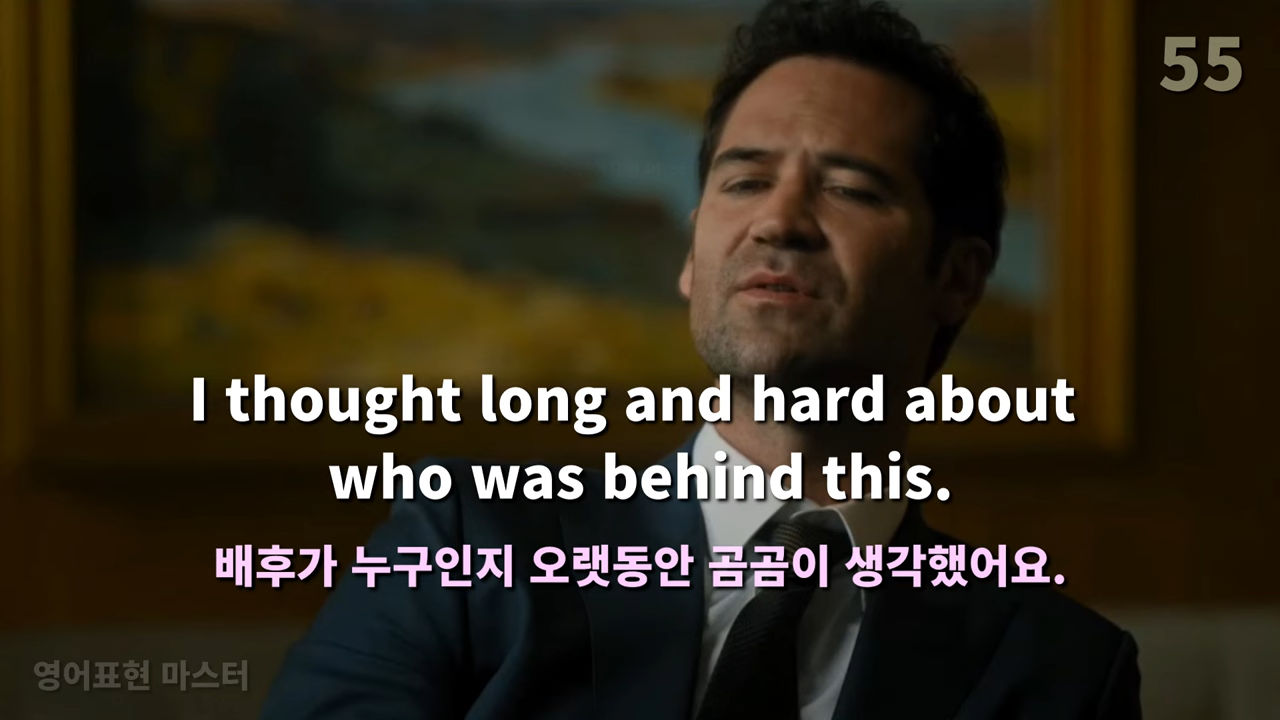 55
I thought long and hard about
who was behind this.
배후가 누구인지 오랫동안 곰곰이 생각했어요.
영어표현 마스터